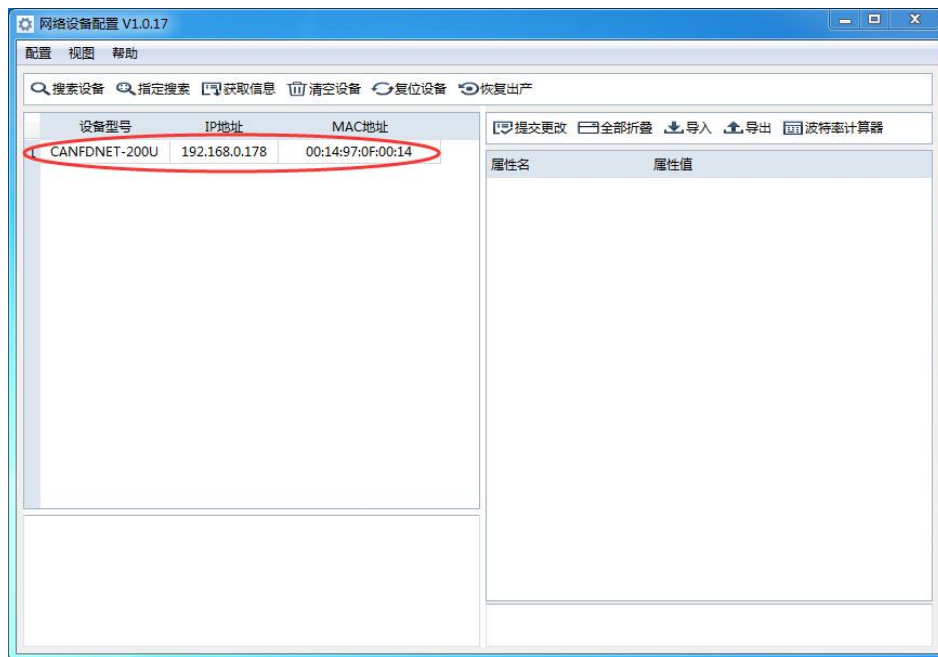 网络设备配置 V1.0.17
配置 视图 帮助
搜索设备 指定搜索 获取信息 清空设备 复位设备 恢复出产
设备型号 IP地址 MAC地址
1 CANFDNET-200U 192.168.0.178 00:14:97:0F:00:14
提交更改 全部折叠 导入 导出 波特率计算器
属性名 属性值